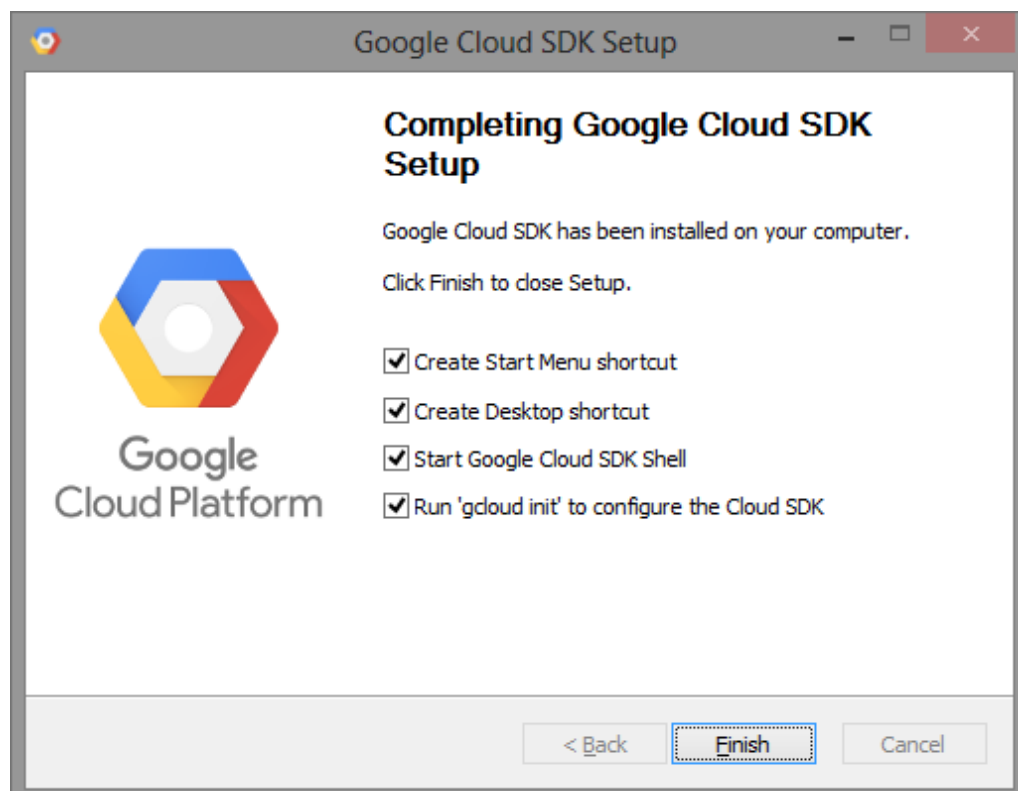 Google Cloud SDK Setup
Completing Google Cloud SDK
Setup
Google Cloud SDK has been installed on your computer.
Click Finish to close Setup.
Create Start Menu shortcut
Create Desktop shortcut
Start Google Cloud SDK Shell
Run 'gcloud init' to configure the Cloud SDK
Google
Cloud Platform
< Back
Finish
Cancel